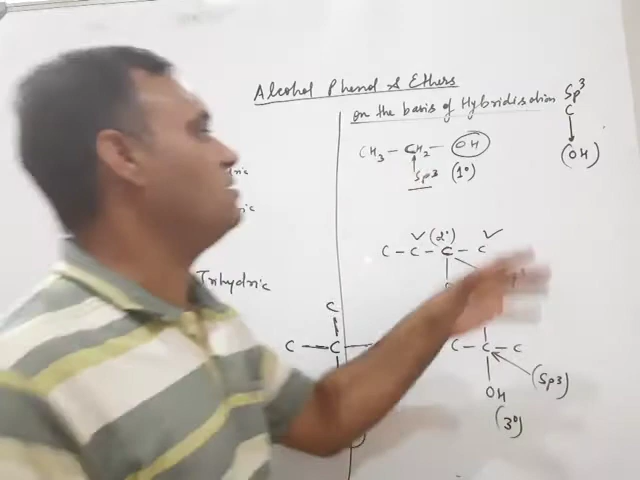 Alcohol Phenol & Ethers
on the basis of Hybridisation
Sp3
C
(OH)
CH3 - CH2 - OH
Sp3 (1°)
Trihydric
C - C - C - C
(2°)
C
C - C
C - C - C
OH
(Sp3)
(3°)